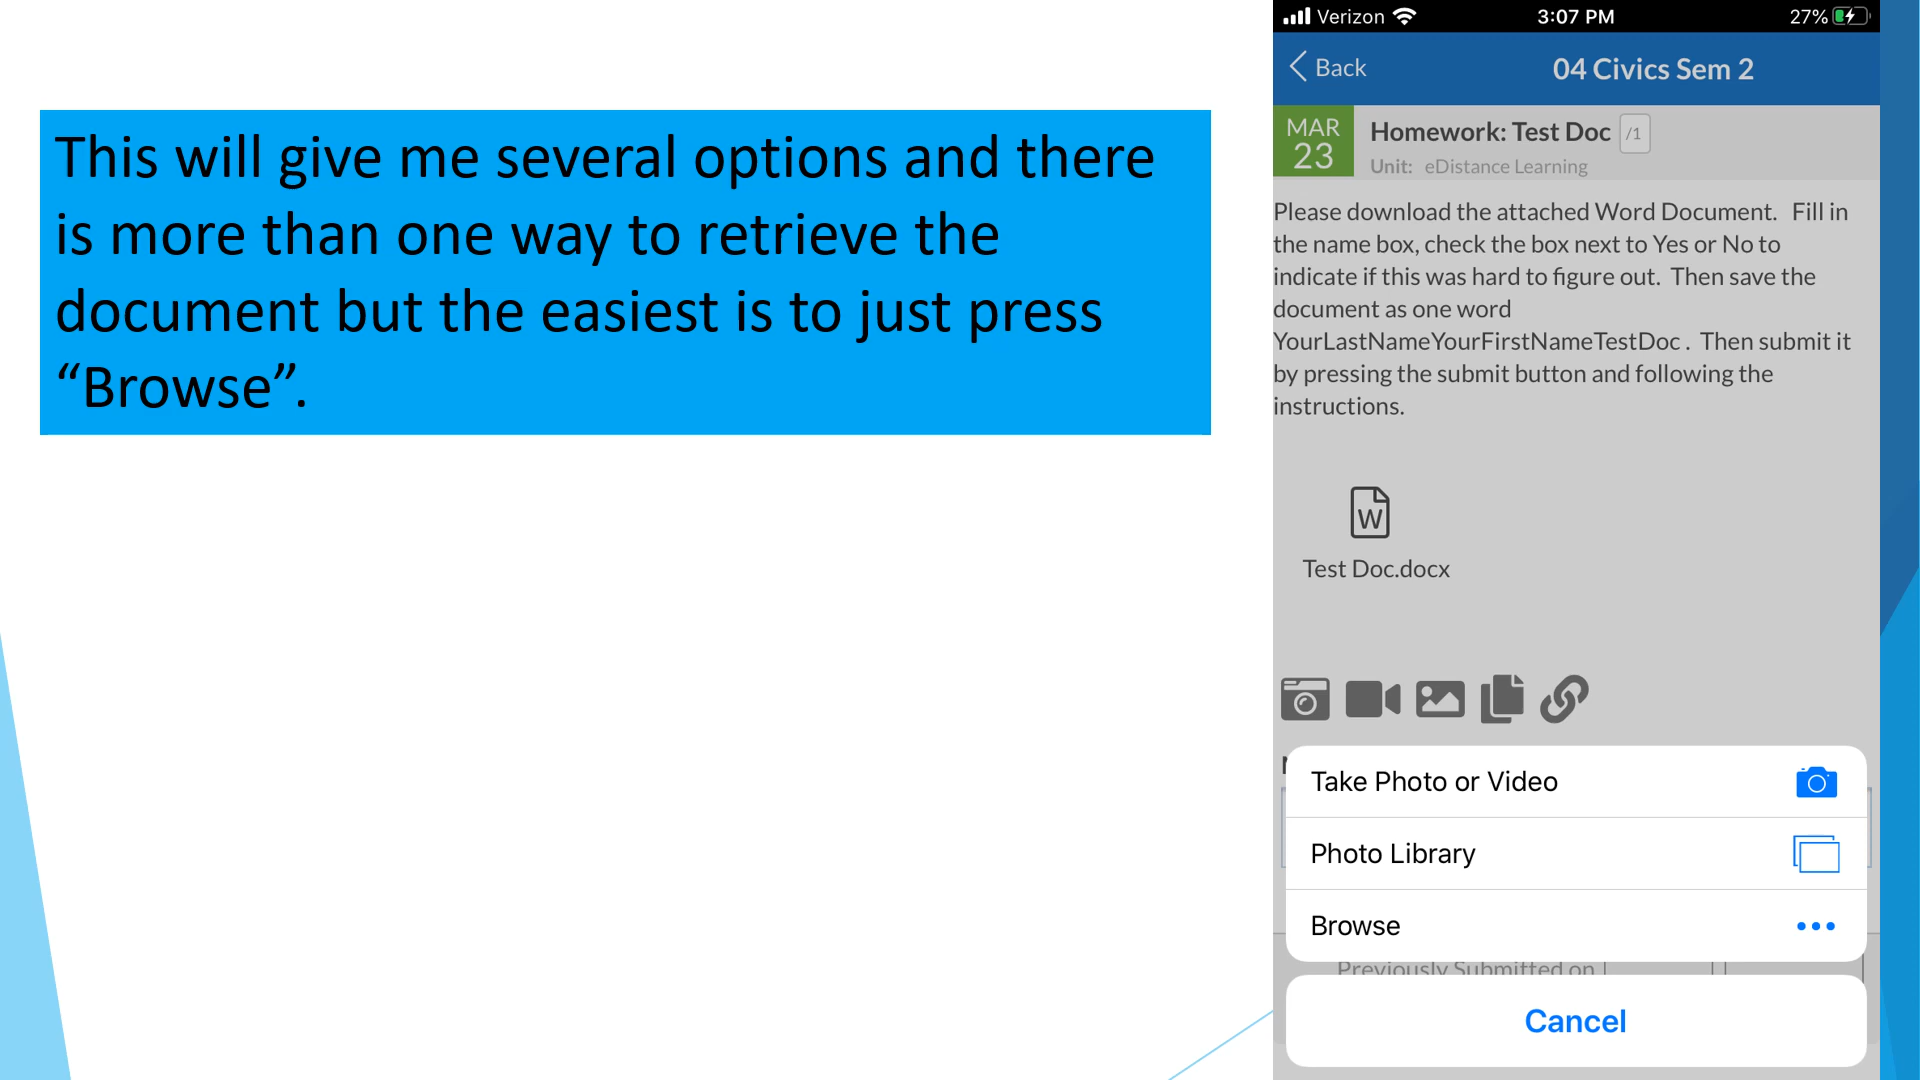 This will give me several options and there
is more than one way to retrieve the
document but the easiest is to just press
“Browse”.
Verizon
3:07 PM
27%
Back
04 Civics Sem 2
MAR
23
Homework: Test Doc /1
Unit: eDistance Learning
Please download the attached Word Document. Fill in
the name box, check the box next to Yes or No to
indicate if this was hard to figure out. Then save the
document as one word
YourLastNameYourFirstNameTestDoc . Then submit it
by pressing the submit button and following the
instructions.
W
Test Doc.docx
Take Photo or Video
Photo Library
Browse
Previously Submitted on
Cancel